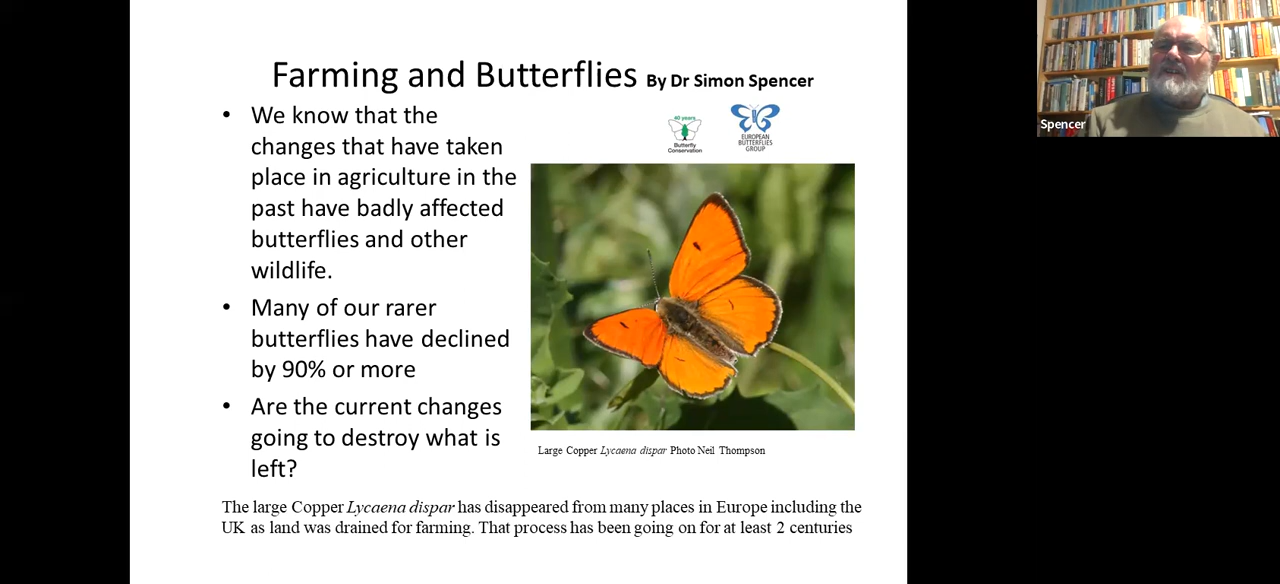 Farming and Butterflies By Dr Simon Spencer
• We know that the
changes that have taken
place in agriculture in the
past have badly affected
butterflies and other
wildlife.
• Many of our rarer
butterflies have declined
by 90% or more
• Are the current changes
going to destroy what is
left?
40 years
Butterfly
Conservation
EUROPEAN
BUTTERFLIES
GROUP
Large Copper Lycaena dispar Photo Neil Thompson
The large Copper Lycaena dispar has disappeared from many places in Europe including the
UK as land was drained for farming. That process has been going on for at least 2 centuries
Spencer